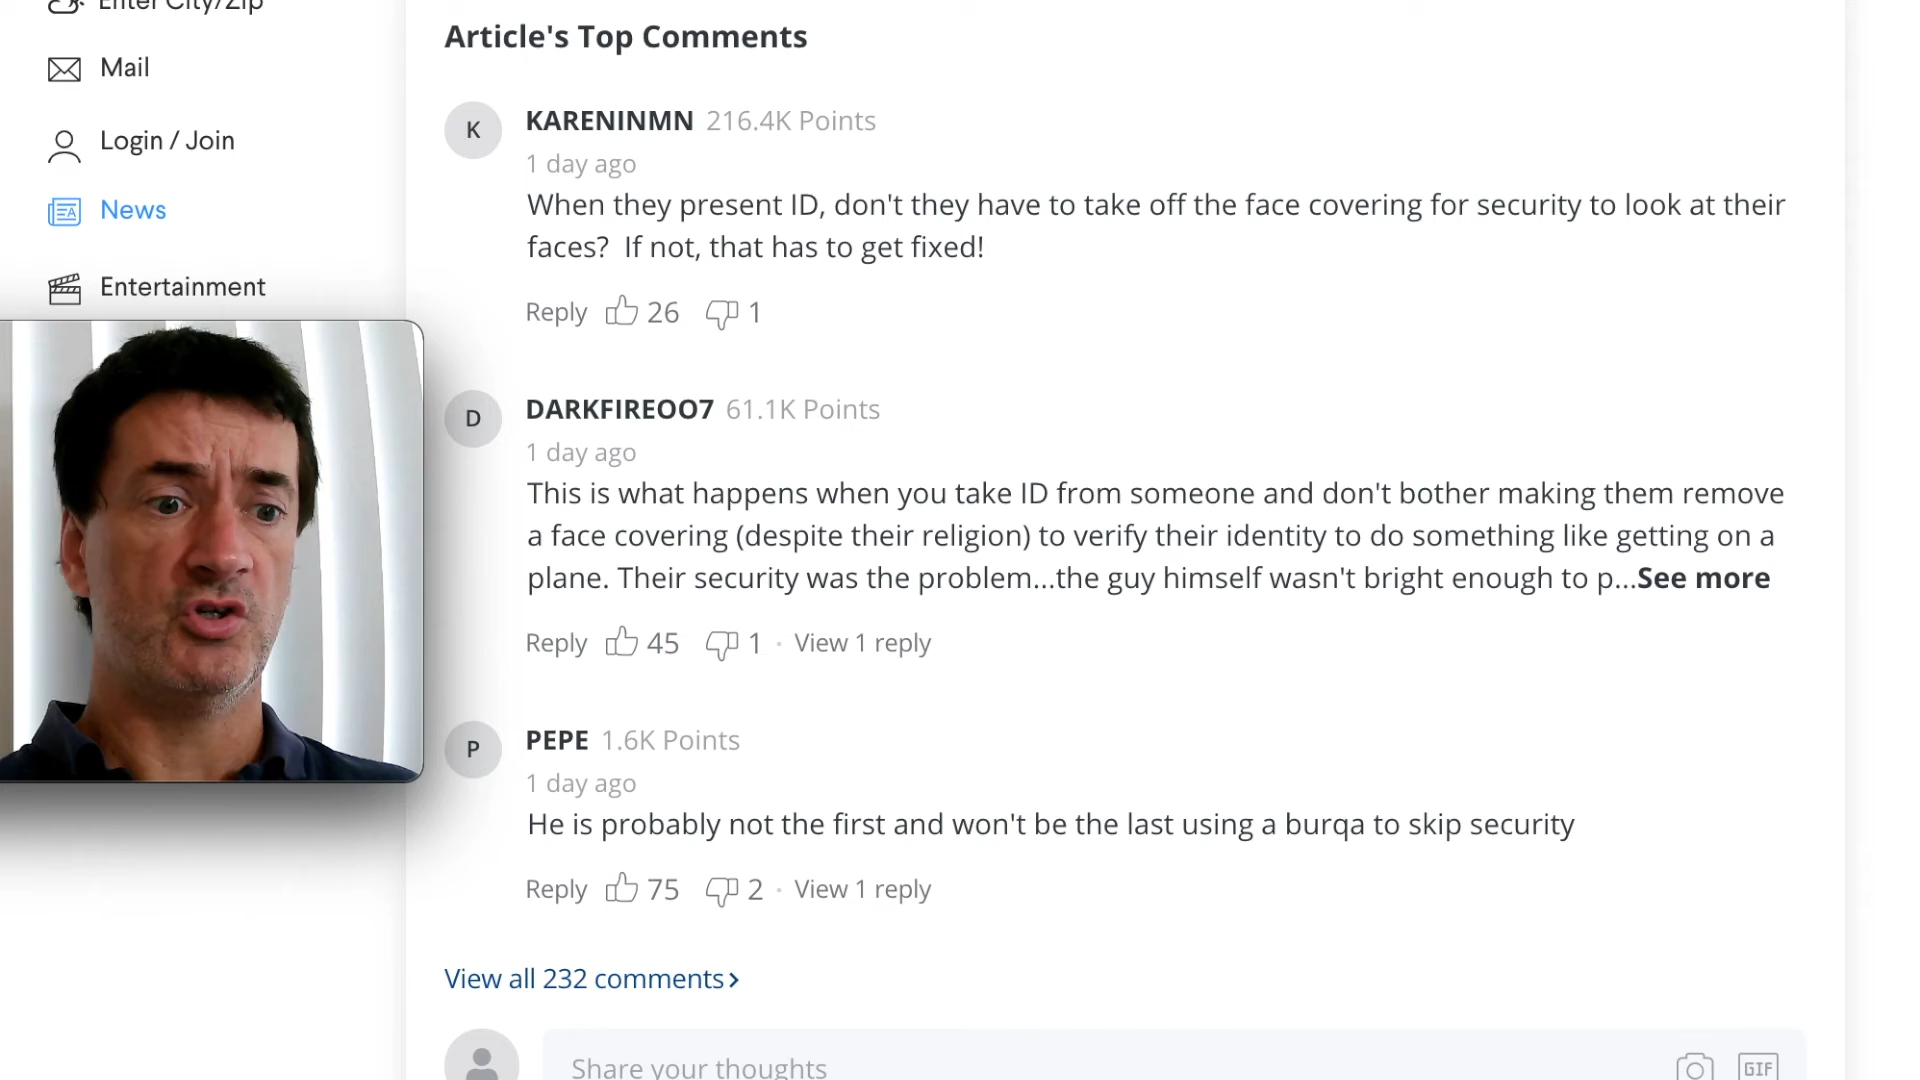 Enter City/Zip
Mail
Login / Join
News
Entertainment
Article's Top Comments
K
KARENINMN 216.4K Points
1 day ago
When they present ID, don't they have to take off the face covering for security to look at their
faces?  If not, that has to get fixed!
Reply 26 1
D
DARKFIREOO7 61.1K Points
1 day ago
This is what happens when you take ID from someone and don't bother making them remove
a face covering (despite their religion) to verify their identity to do something like getting on a
plane. Their security was the problem...the guy himself wasn't bright enough to p...See more
Reply 45 1 · View 1 reply
P
PEPE 1.6K Points
1 day ago
He is probably not the first and won't be the last using a burqa to skip security
Reply 75 2 · View 1 reply
View all 232 comments
Share your thoughts
GIF